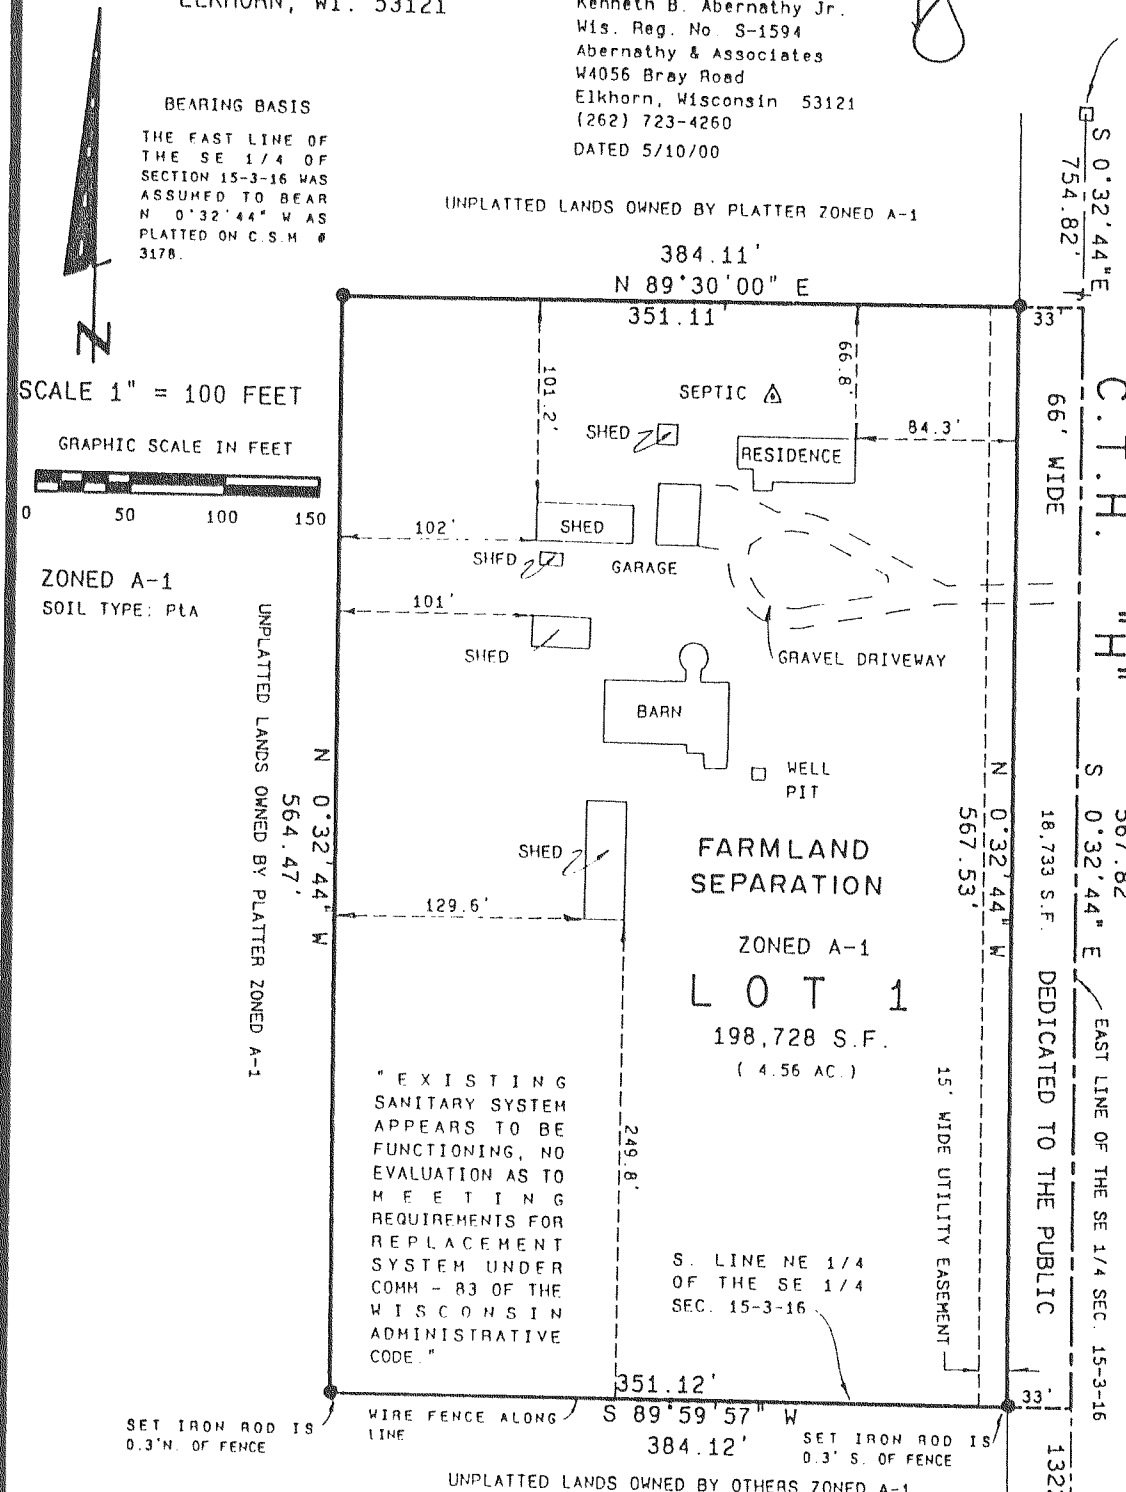 ELKHORN, WI. 53121
Kenneth B. Abernathy Jr.
Wis. Reg. No. S-1594
Abernathy & Associates
W4056 Bray Road
Elkhorn, Wisconsin 53121
(262) 723-4260
DATED 5/10/00
BEARING BASIS
THE EAST LINE OF
THE SE 1/4 OF
SECTION 15-3-16 WAS
ASSUMED TO BEAR
N 0°32'44" W AS
PLATTED ON C.S.M #
3178.
N
SCALE 1" = 100 FEET
GRAPHIC SCALE IN FEET
0 50 100 150
ZONED A-1
SOIL TYPE: PLA
UNPLATTED LANDS OWNED BY PLATTER ZONED A-1
384.11'
N 89°30'00" E
351.11'
33'
S 0°32'44"E
754.82'
101.2'
66.8'
SEPTIC
SHED
RESIDENCE
84.3'
66' WIDE
C.T.H. "H"
102'
SHED
SHED
GARAGE
101'
SHED
GRAVEL DRIVEWAY
BARN
WELL
PIT
UNPLATTED LANDS OWNED BY PLATTER ZONED A-1
N 0°32'44" W
564.47'
SHED
129.6'
FARMLAND
SEPARATION
ZONED A-1
LOT 1
198,728 S.F.
( 4.56 AC.)
N 0°32'44" W
567.53'
18,733 S.F. DEDICATED TO THE PUBLIC
S 0°32'44" E
567.82
EAST LINE OF THE SE 1/4 SEC. 15-3-16
15' WIDE UTILITY EASEMENT
249.8'
"EXISTING
SANITARY SYSTEM
APPEARS TO BE
FUNCTIONING, NO
EVALUATION AS TO
MEETING
REQUIREMENTS FOR
REPLACEMENT
SYSTEM UNDER
COMM - 83 OF THE
WISCONSIN
ADMINISTRATIVE
CODE."
S. LINE NE 1/4
OF THE SE 1/4
SEC. 15-3-16
351.12'
S 89°59'57" W
384.12'
33'
SET IRON ROD IS
0.3'N. OF FENCE
WIRE FENCE ALONG
LINE
SET IRON ROD IS
0.3' S. OF FENCE
UNPLATTED LANDS OWNED BY OTHERS ZONED A-1